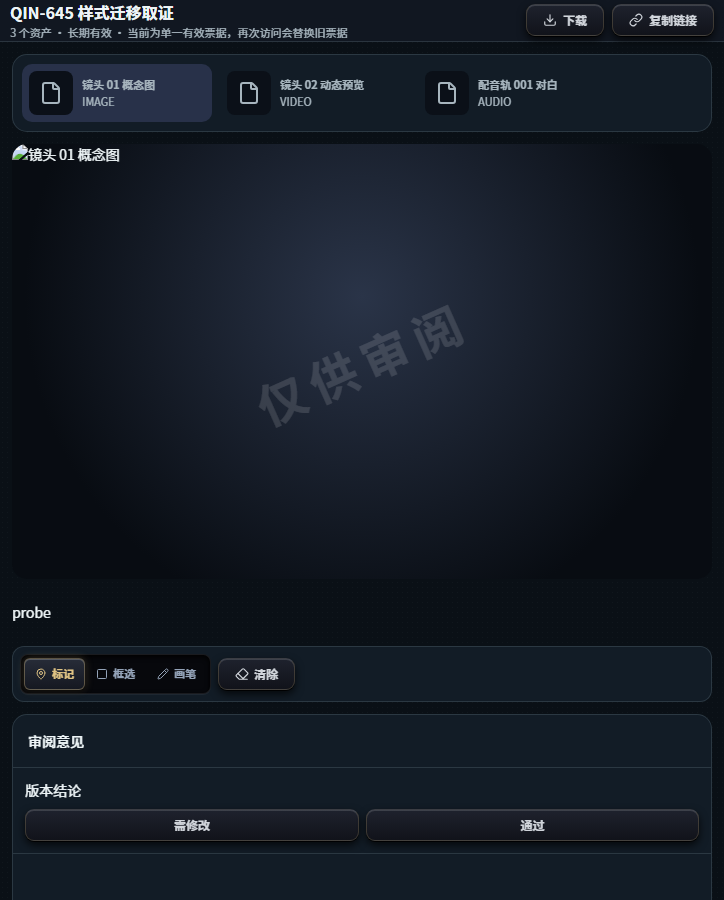 QIN-645 样式迁移取证
3 个资产 · 长期有效 · 当前为单一有效票据，再次访问会替换旧票据
下载
复制链接
镜头 01 概念图
IMAGE
镜头 02 动态预览
VIDEO
配音轨 001 对白
AUDIO
镜头 01 概念图
仅供审阅
probe
标记
框选
画笔
清除
审阅意见
版本结论
需修改
通过